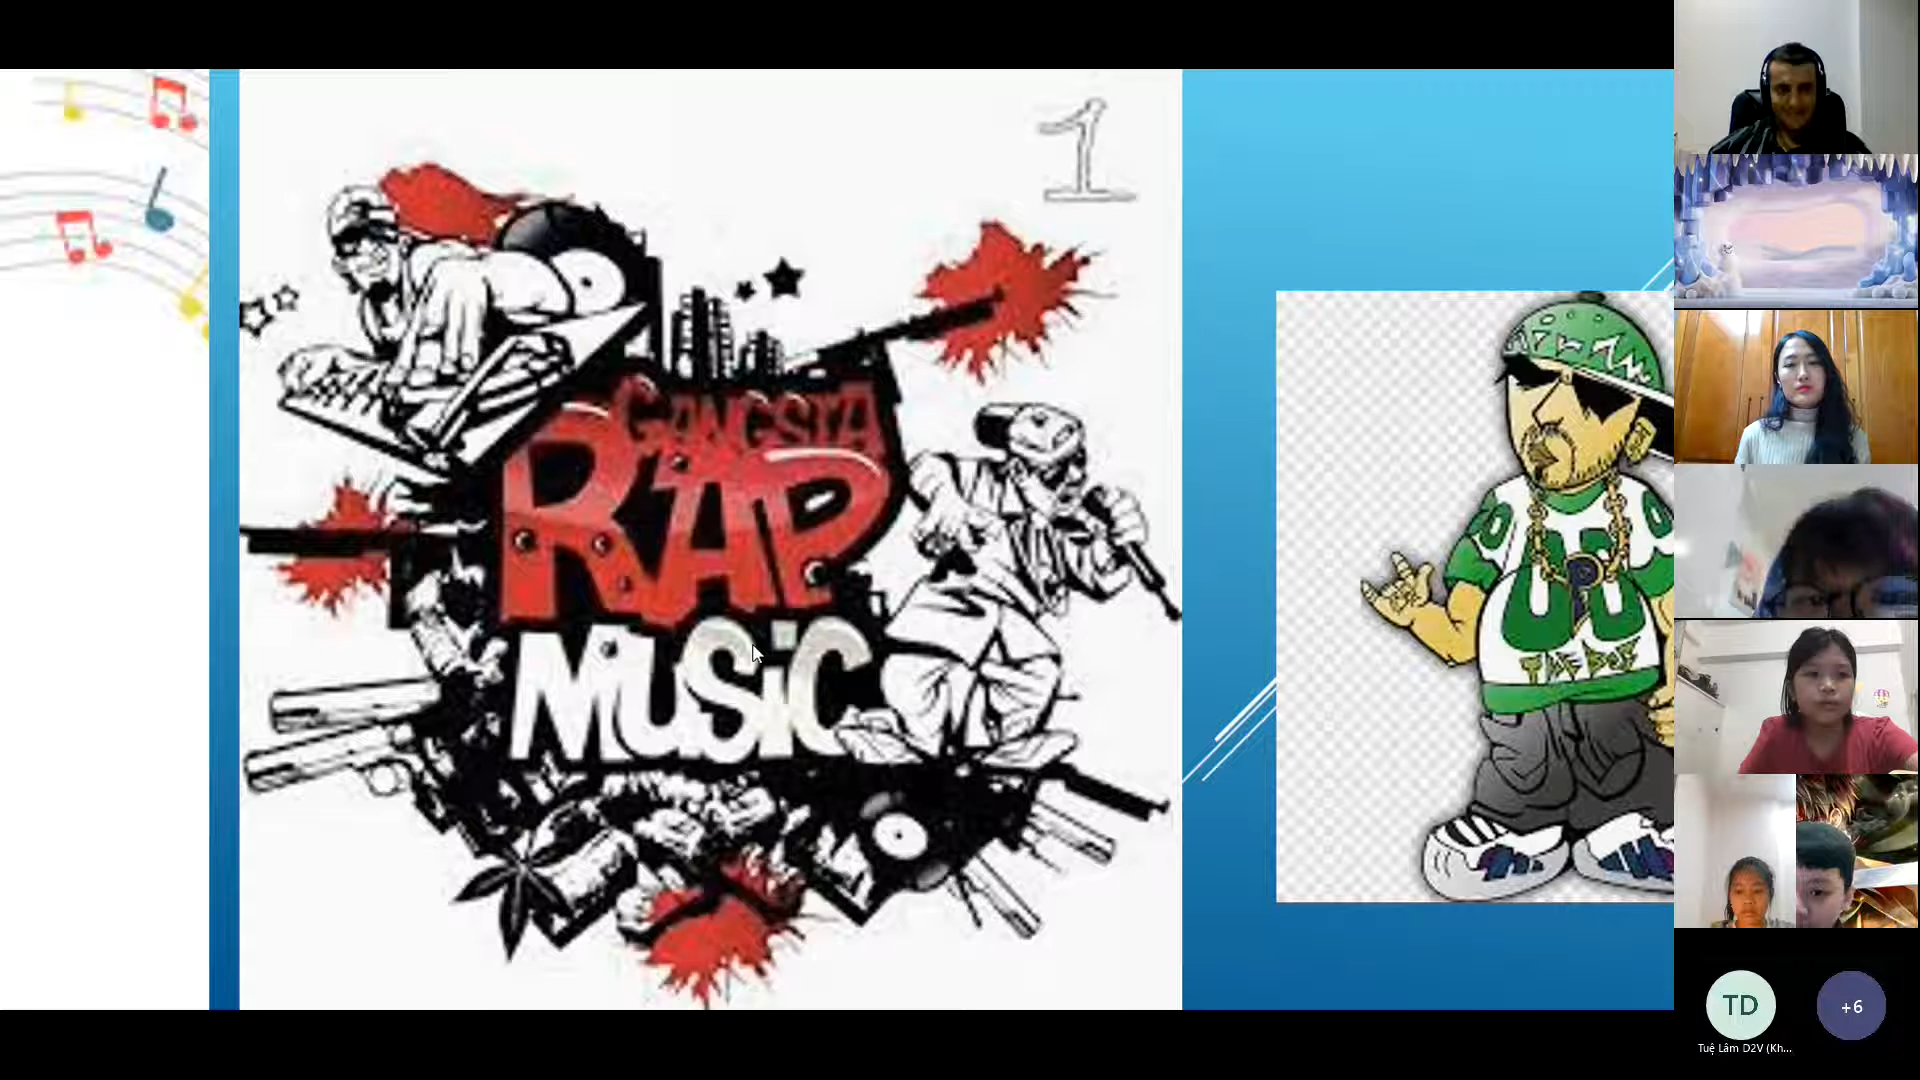 1
GANGSTA
RAP
MUSiC
TD
+6
Tuệ Lâm D2V (Kh...